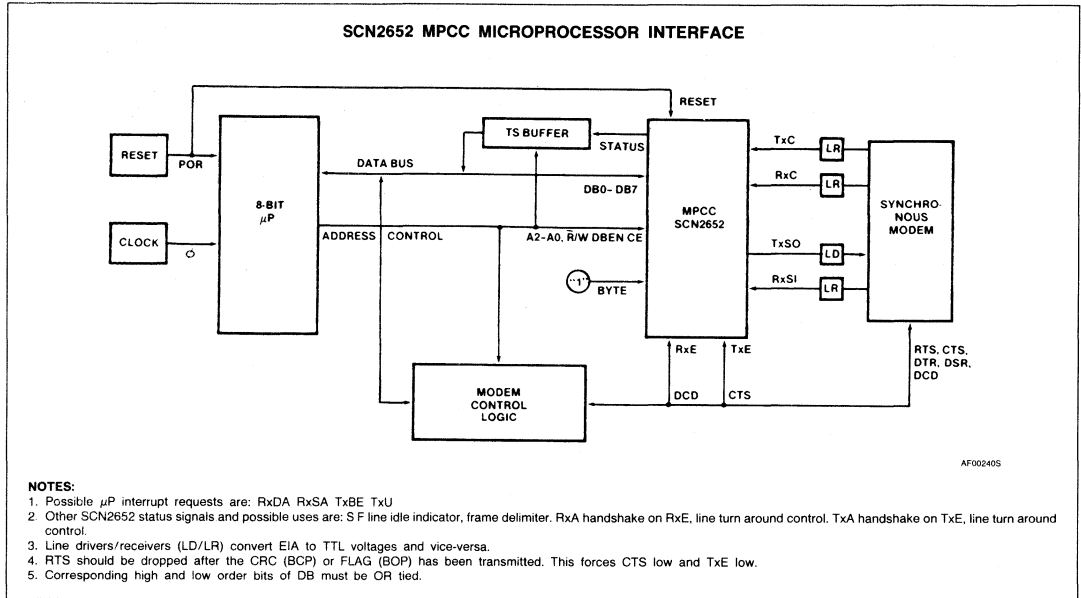 SCN2652 MPCC MICROPROCESSOR INTERFACE
RESET
TS BUFFER
STATUS
TxC
LR
RESET
POR
DATA BUS
DB0-DB7
RxC
LR
8-BIT
μP
MPCC
SCN2652
SYNCHRO-
NOUS
MODEM
CLOCK
Ø
ADDRESS
CONTROL
A2-A0, R̄/W DBEN CE
TxSO
LD
"1"
BYTE
RxSI
LR
RxE
TxE
RTS, CTS,
DTR, DSR,
DCD
MODEM
CONTROL
LOGIC
DCD
CTS
AF00240S
NOTES:
1. Possible μP interrupt requests are: RxDA RxSA TxBE TxU
2. Other SCN2652 status signals and possible uses are: S F line idle indicator, frame delimiter. RxA handshake on RxE, line turn around control. TxA handshake on TxE, line turn around
control.
3. Line drivers/receivers (LD/LR) convert EIA to TTL voltages and vice-versa.
4. RTS should be dropped after the CRC (BCP) or FLAG (BOP) has been transmitted. This forces CTS low and TxE low.
5. Corresponding high and low order bits of DB must be OR tied.